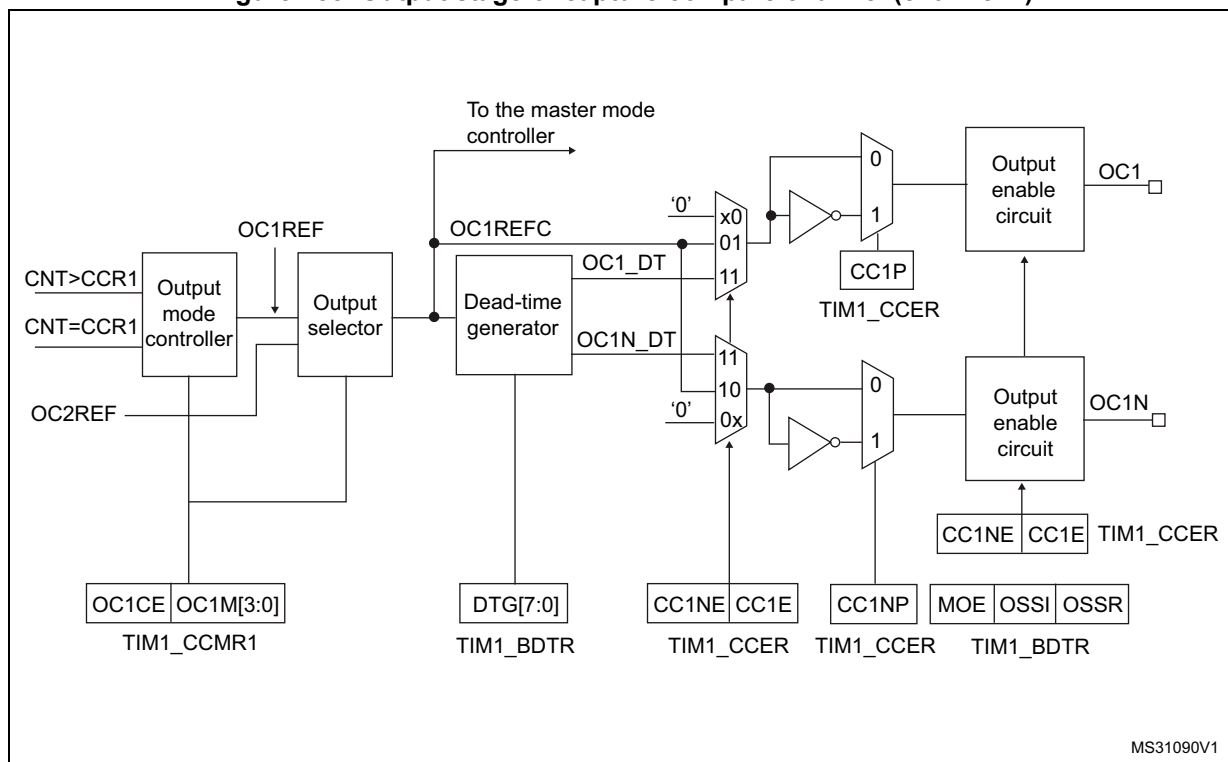 To the master mode
controller
OC1REF
OC1REFC
CNT>CCR1
CNT=CCR1
OC2REF
Output
mode
controller
Output
selector
Dead-time
generator
OC1_DT
OC1N_DT
‘0’
x0
01
11
11
10
0x
‘0’
0
1
CC1P
TIM1_CCER
0
1
Output
enable
circuit
OC1
Output
enable
circuit
OC1N
CC1NE CC1E TIM1_CCER
OC1CE OC1M[3:0]
TIM1_CCMR1
DTG[7:0]
TIM1_BDTR
CC1NE CC1E
TIM1_CCER
CC1NP
TIM1_CCER
MOE OSSI OSSR
TIM1_BDTR
MS31090V1